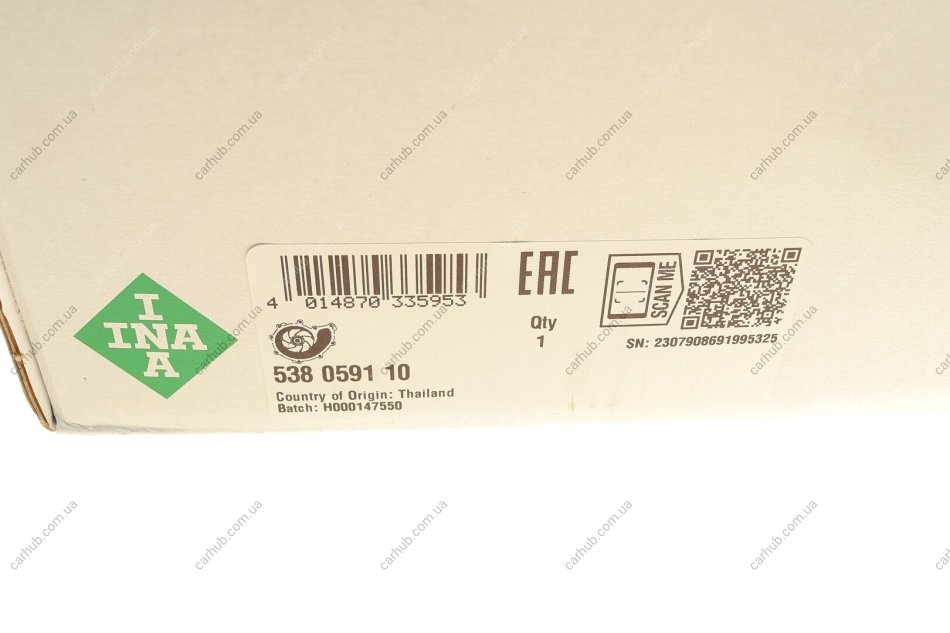 4 014870 335953
EAC
SCAN ME
Qty
1
SN: 2307908691995325
I
INA
A
538 0591 10
Country of Origin: Thailand
Batch: H000147550
carhub.com.ua